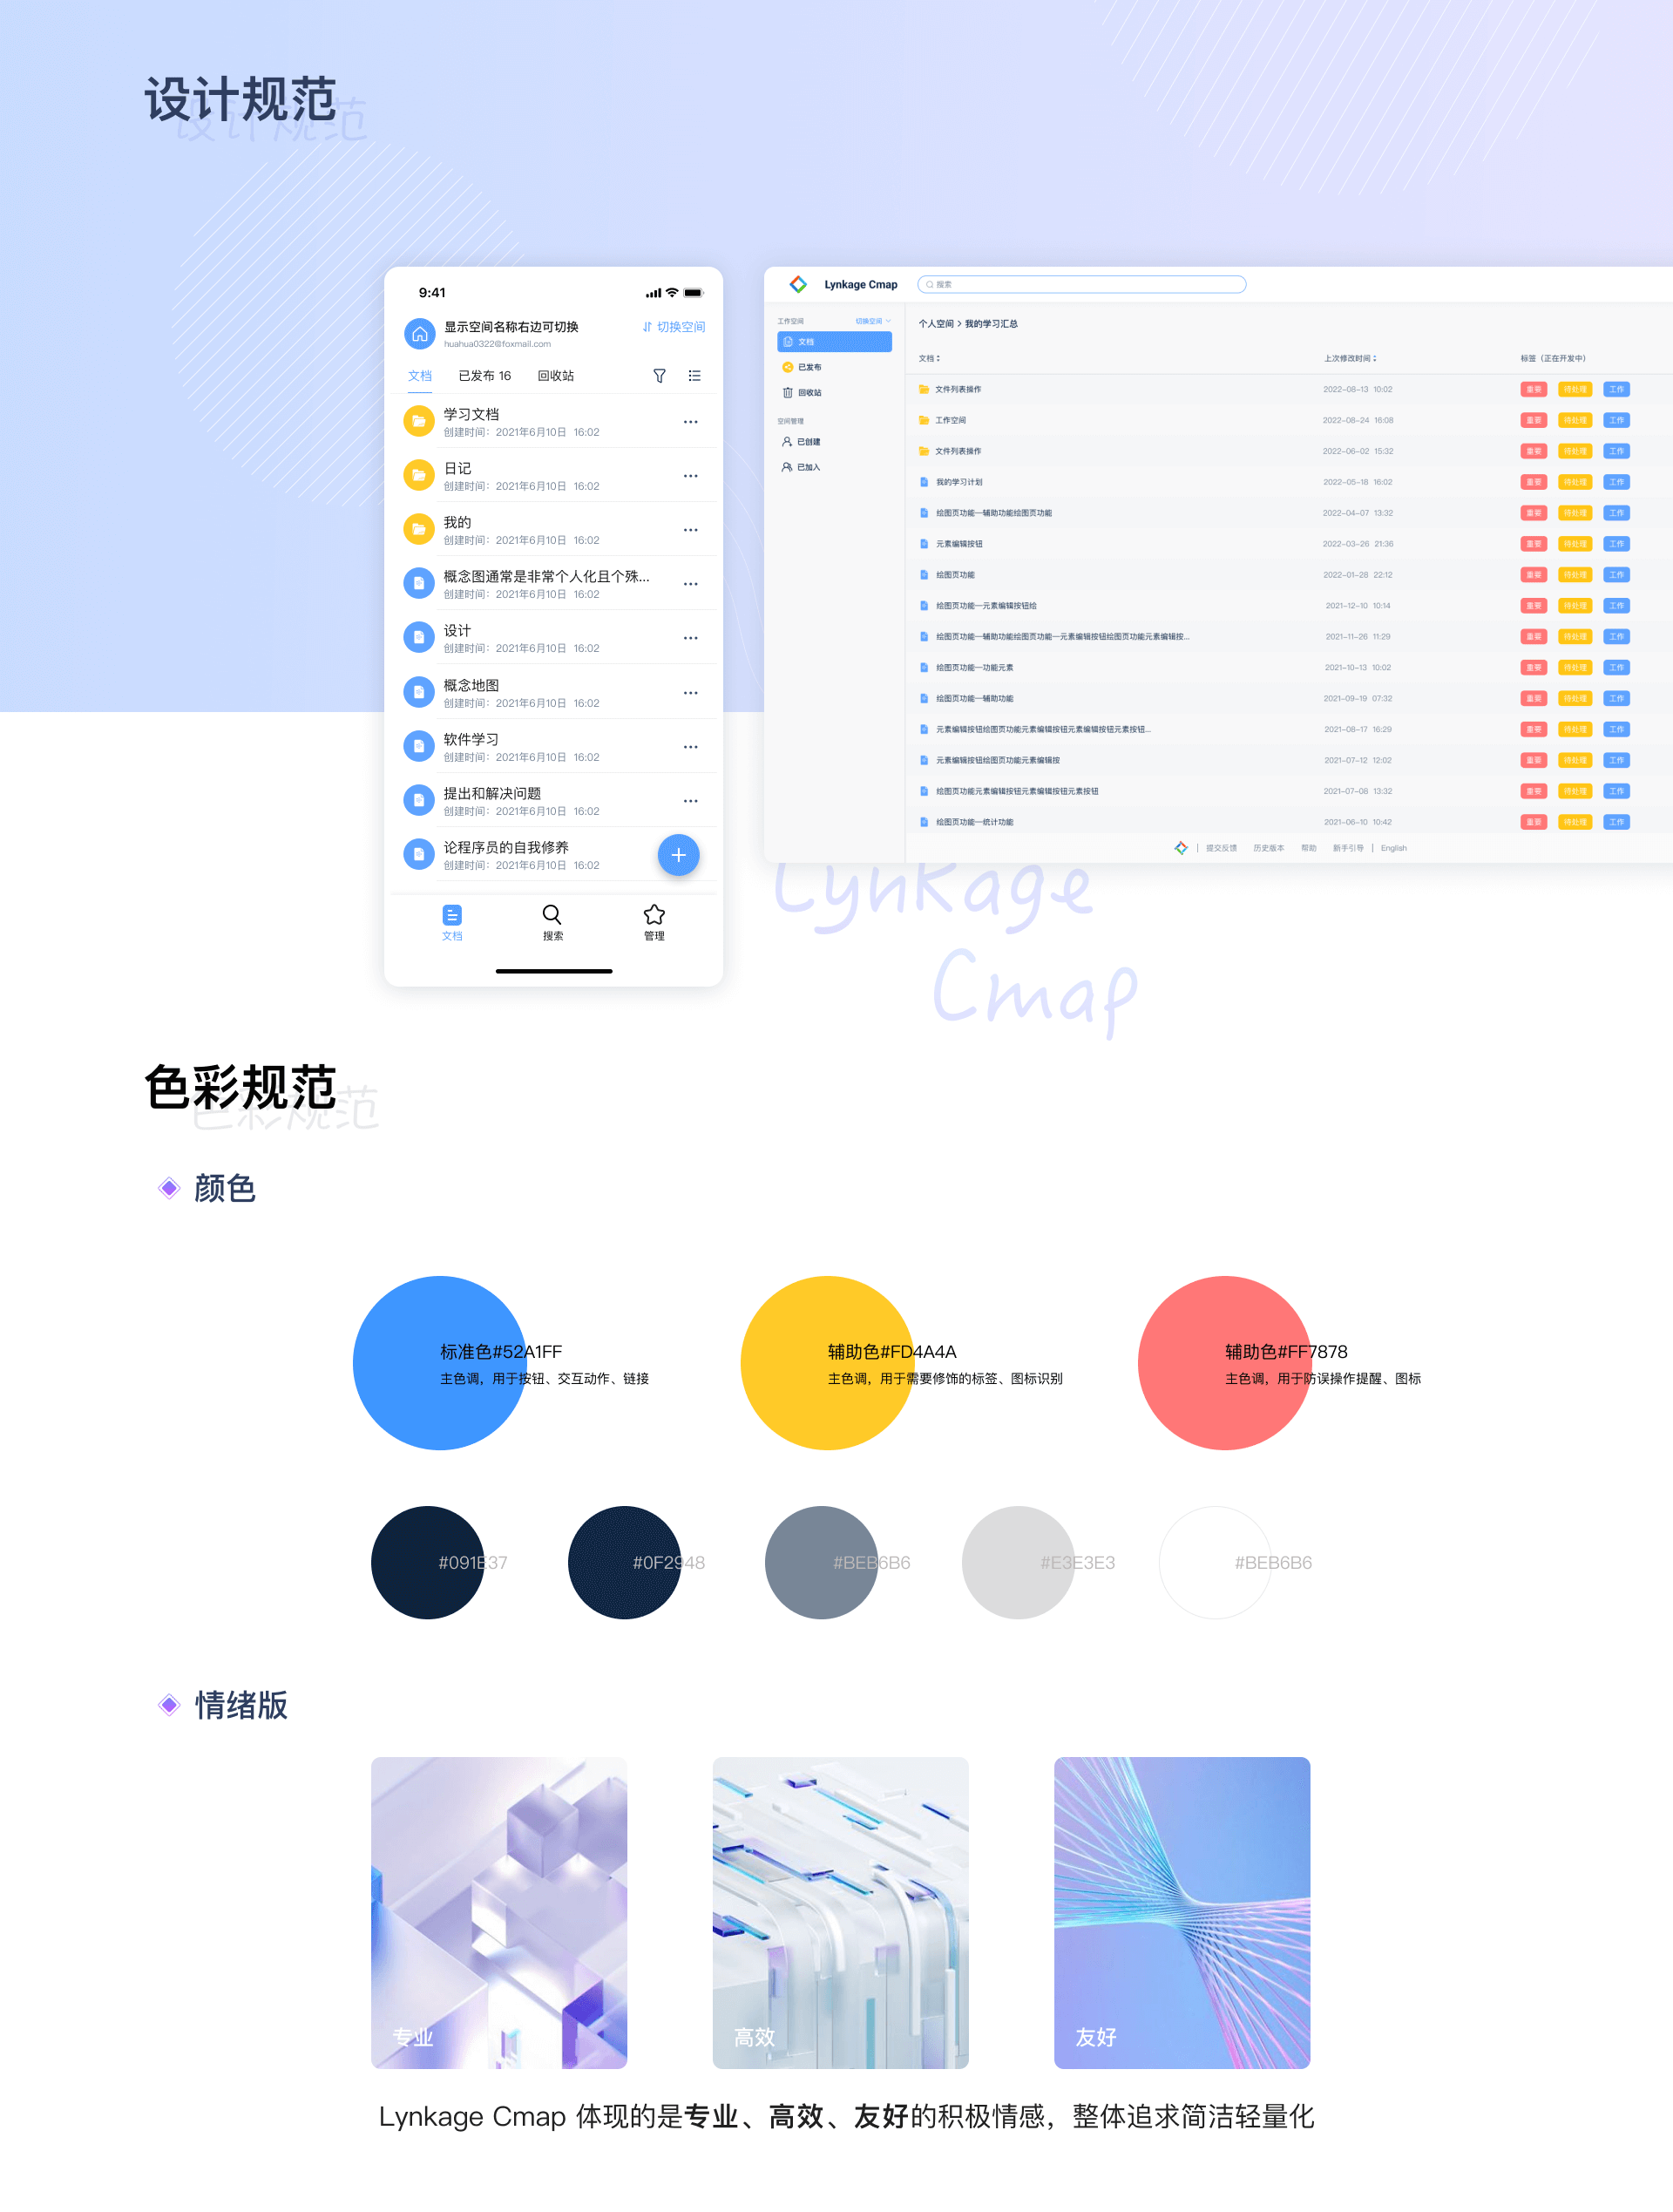 设计规范
设计规范
9:41
显示空间名称右边可切换
切换空间
huahua0322@foxmail.com
文档 已发布 16 回收站
学习文档
创建时间：2021年6月10日 16:02
日记
创建时间：2021年6月10日 16:02
我的
创建时间：2021年6月10日 16:02
概念图通常是非常个人化且个殊...
创建时间：2021年6月10日 16:02
设计
创建时间：2021年6月10日 16:02
概念地图
创建时间：2021年6月10日 16:02
软件学习
创建时间：2021年6月10日 16:02
提出和解决问题
创建时间：2021年6月10日 16:02
论程序员的自我修养
创建时间：2021年6月10日 16:02
文档 搜索 管理
Lynkage Cmap
搜索
工作空间 切换空间
文档
已发布
回收站
空间管理
已创建
已加入
个人空间 > 我的学习汇总
文档 上次修改时间 标签（正在开发中）
文件列表操作 2022-08-13 10:02 重要 待处理 工作
工作空间 2022-08-24 16:08 重要 待处理 工作
文件列表操作 2022-06-02 15:32 重要 待处理 工作
我的学习计划 2022-05-18 16:02 重要 待处理 工作
绘图页功能—辅助功能绘图页功能 2022-04-07 13:32 重要 待处理 工作
元素编辑按钮 2022-03-26 21:36 重要 待处理 工作
绘图页功能 2022-01-28 22:12 重要 待处理 工作
绘图页功能—元素编辑按钮绘 2021-12-10 10:14 重要 待处理 工作
绘图页功能—辅助功能绘图页功能—元素编辑按钮绘图页功能元素编辑按... 2021-11-26 11:29 重要 待处理 工作
绘图页功能—功能元素 2021-10-13 10:02 重要 待处理 工作
绘图页功能—辅助功能 2021-09-19 07:32 重要 待处理 工作
元素编辑按钮绘图页功能元素编辑按钮元素编辑按钮元素按钮... 2021-08-17 16:29 重要 待处理 工作
元素编辑按钮绘图页功能元素编辑按 2021-07-12 12:02 重要 待处理 工作
绘图页功能元素编辑按钮元素编辑按钮元素按钮 2021-07-08 13:32 重要 待处理 工作
绘图页功能—统计功能 2021-06-10 10:42 重要 待处理 工作
| 提交反馈 历史版本 帮助 新手引导 | English
Lynkage
Cmap
色彩规范
色彩规范
颜色
标准色#52A1FF
主色调，用于按钮、交互动作、链接
辅助色#FD4A4A
主色调，用于需要修饰的标签、图标识别
辅助色#FF7878
主色调，用于防误操作提醒、图标
#091B37 #0F2948 #BEB6B6 #E3E3E3 #BEB6B6
情绪版
专业 高效 友好
Lynkage Cmap 体现的是专业、高效、友好的积极情感，整体追求简洁轻量化